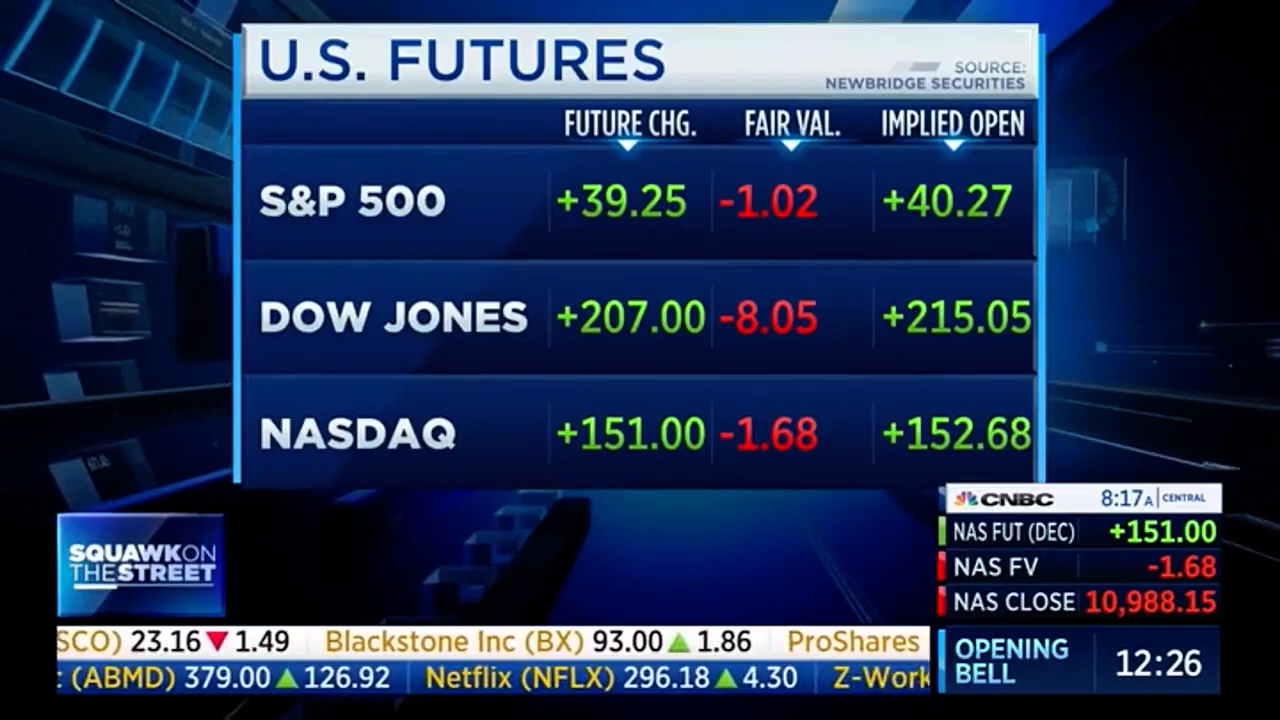 U.S. FUTURES
SOURCE:
NEWBRIDGE SECURITIES
FUTURE CHG. FAIR VAL. IMPLIED OPEN
S&P 500 +39.25 -1.02 +40.27
DOW JONES +207.00 -8.05 +215.05
NASDAQ +151.00 -1.68 +152.68
CNBC 8:17A CENTRAL
NAS FUT (DEC) +151.00
NAS FV -1.68
NAS CLOSE 10,988.15
SQUAWK ON
THE STREET
SCO) 23.16 ▼ 1.49 Blackstone Inc (BX) 93.00 ▲ 1.86 ProShares
(ABMD) 379.00 ▲ 126.92 Netflix (NFLX) 296.18 ▲ 4.30 Z-Work
OPENING
BELL 12:26